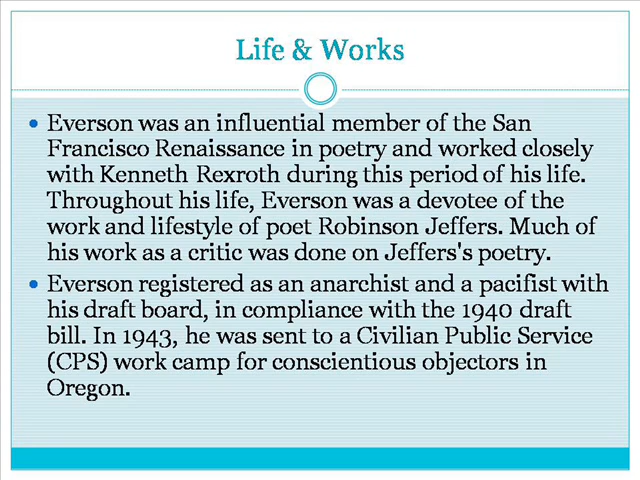 Life & Works
• Everson was an influential member of the San
Francisco Renaissance in poetry and worked closely
with Kenneth Rexroth during this period of his life.
Throughout his life, Everson was a devotee of the
work and lifestyle of poet Robinson Jeffers. Much of
his work as a critic was done on Jeffers's poetry.
• Everson registered as an anarchist and a pacifist with
his draft board, in compliance with the 1940 draft
bill. In 1943, he was sent to a Civilian Public Service
(CPS) work camp for conscientious objectors in
Oregon.